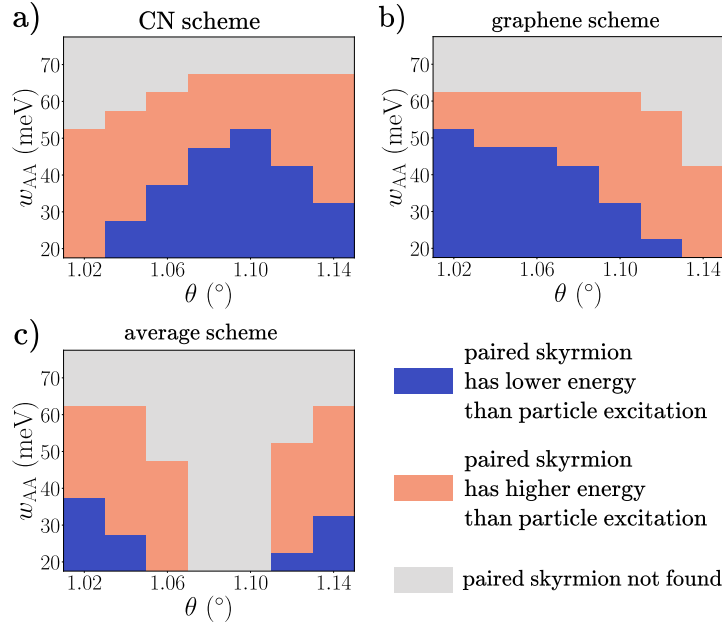 a)
CN scheme
70
60
50
40
30
20
w_AA (meV)
1.02 1.06 1.10 1.14
θ (°)
b)
graphene scheme
70
60
50
40
30
20
w_AA (meV)
1.02 1.06 1.10 1.14
θ (°)
c)
average scheme
70
60
50
40
30
20
w_AA (meV)
1.02 1.06 1.10 1.14
θ (°)
paired skyrmion
has lower energy
than particle excitation
paired skyrmion
has higher energy
than particle excitation
paired skyrmion not found